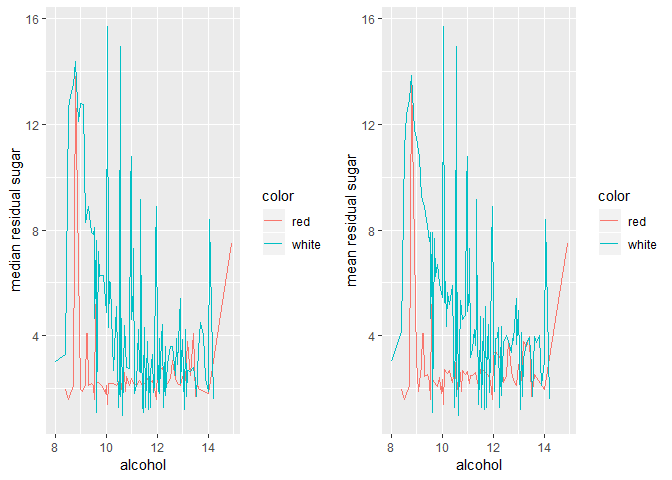 16
12
8
4
median residual sugar
8
10
12
14
alcohol
color
red
white
16
12
8
4
mean residual sugar
8
10
12
14
alcohol
color
red
white